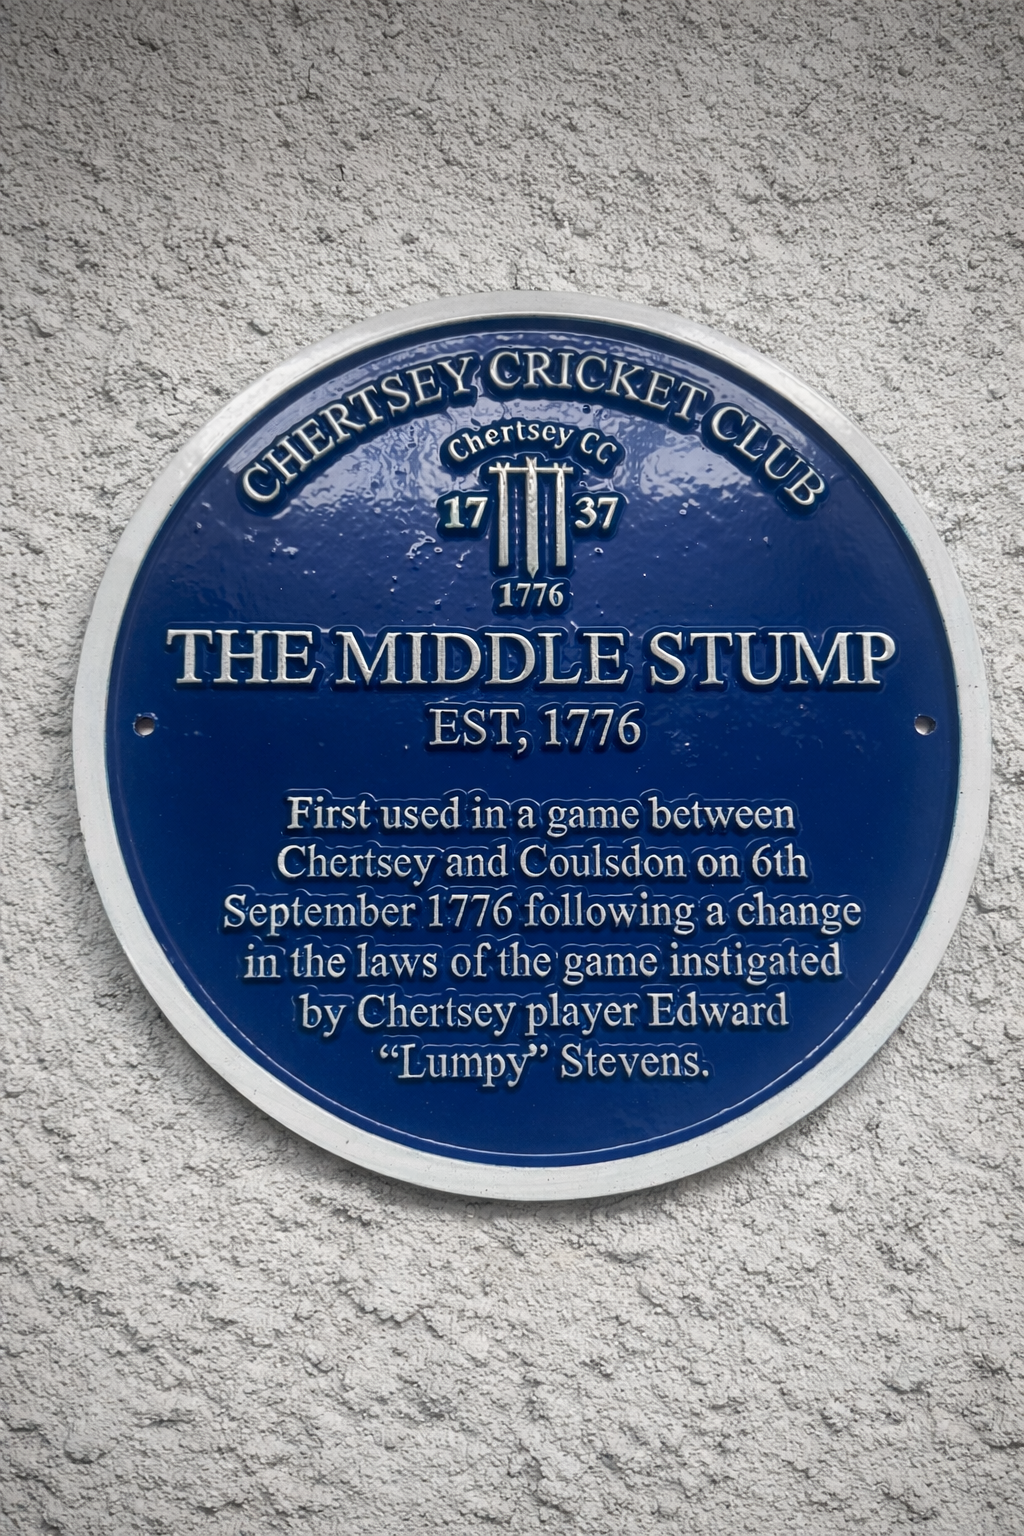 CHERTSEY CRICKET CLUB
Chertsey CC
17 37
1776
THE MIDDLE STUMP
EST, 1776
First used in a game between
Chertsey and Coulsdon on 6th
September 1776 following a change
in the laws of the game instigated
by Chertsey player Edward
“Lumpy” Stevens.